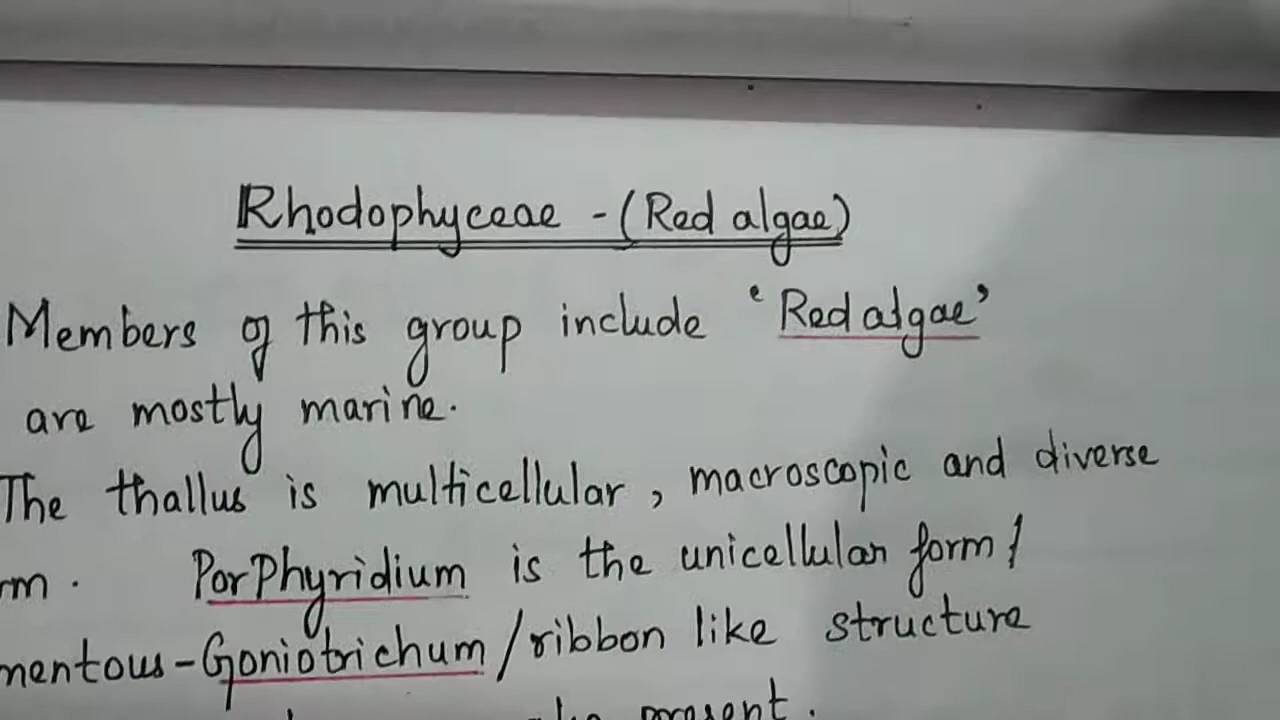 Rhodophyceae - (Red algae)
Members of this group include 'Red algae'
are mostly marine.
The thallus is multicellular, macroscopic and diverse
rm. Porphyridium is the unicellular form /
mentous - Goniotrichum / ribbon like structure
present.